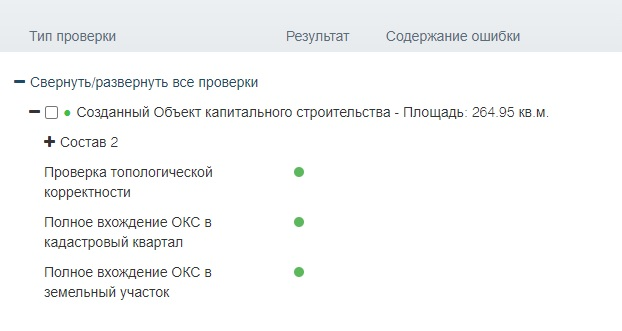 Тип проверки Результат Содержание ошибки
Свернуть/развернуть все проверки
Созданный Объект капитального строительства - Площадь: 264.95 кв.м.
Состав 2
Проверка топологической
корректности
Полное вхождение ОКС в
кадастровый квартал
Полное вхождение ОКС в
земельный участок